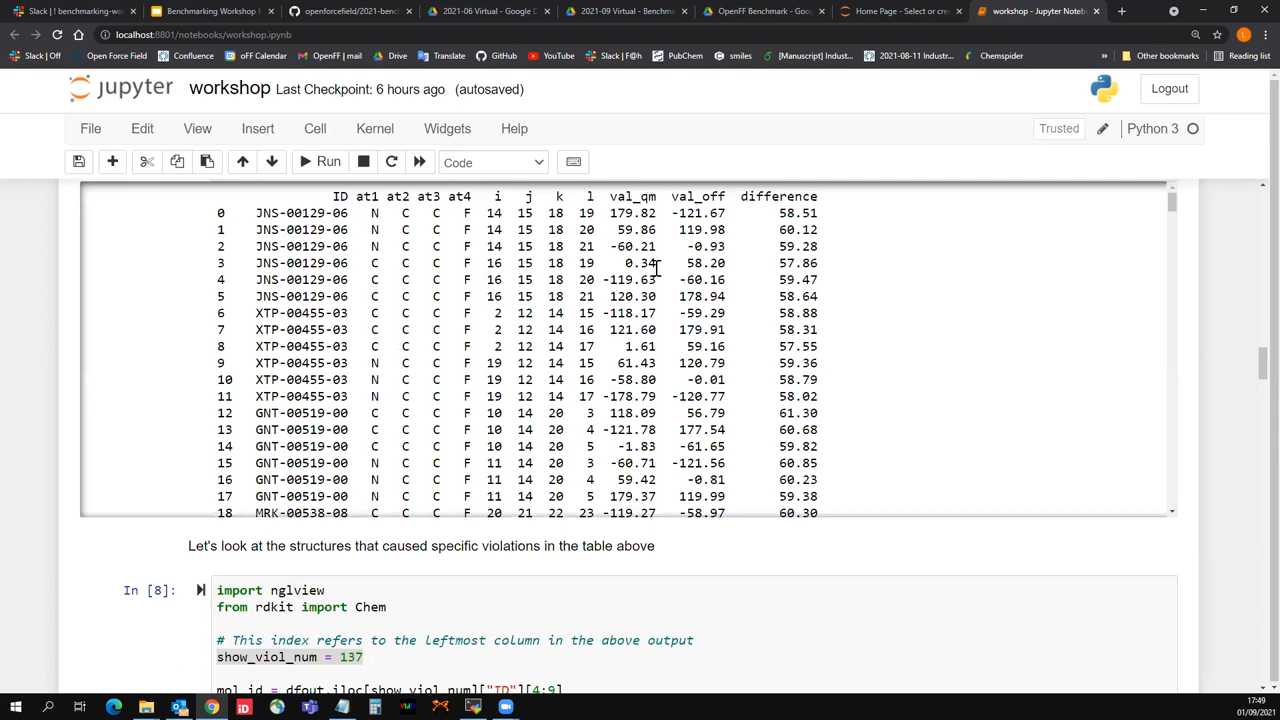 Slack | ! benchmarking-wo
Benchmarking Workshop M
openforcefield/2021-benc
2021-06 Virtual - Google D
2021-09 Virtual - Benchma
OpenFF Benchmark - Goog
Home Page - Select or cre
workshop - Jupyter Noteb
localhost:8801/notebooks/workshop.ipynb
L
Slack | Off
Open Force Field
Confluence
oFF Calendar
OpenFF | mail
Drive
Translate
GitHub
YouTube
Slack | F@h
PubChem
smiles
[Manuscript] Indust...
2021-08-11 Industr...
Chemspider
»
Other bookmarks
Reading list
jupyter workshop Last Checkpoint: 6 hours ago (autosaved)
Logout
File Edit View Insert Cell Kernel Widgets Help
Trusted
Python 3
Run
Code
ID at1 at2 at3 at4 i j k l val_qm val_off difference
0 JNS-00129-06 N C C F 14 15 18 19 179.82 -121.67 58.51
1 JNS-00129-06 N C C F 14 15 18 20 59.86 119.98 60.12
2 JNS-00129-06 N C C F 14 15 18 21 -60.21 -0.93 59.28
3 JNS-00129-06 C C C F 16 15 18 19 0.34 58.20 57.86
4 JNS-00129-06 C C C F 16 15 18 20 -119.63 -60.16 59.47
5 JNS-00129-06 C C C F 16 15 18 21 120.30 178.94 58.64
6 XTP-00455-03 C C C F 2 12 14 15 -118.17 -59.29 58.88
7 XTP-00455-03 C C C F 2 12 14 16 121.60 179.91 58.31
8 XTP-00455-03 C C C F 2 12 14 17 1.61 59.16 57.55
9 XTP-00455-03 N C C F 19 12 14 15 61.43 120.79 59.36
10 XTP-00455-03 N C C F 19 12 14 16 -58.80 -0.01 58.79
11 XTP-00455-03 N C C F 19 12 14 17 -178.79 -120.77 58.02
12 GNT-00519-00 C C C F 10 14 20 3 118.09 56.79 61.30
13 GNT-00519-00 C C C F 10 14 20 4 -121.78 177.54 60.68
14 GNT-00519-00 C C C F 10 14 20 5 -1.83 -61.65 59.82
15 GNT-00519-00 N C C F 11 14 20 3 -60.71 -121.56 60.85
16 GNT-00519-00 N C C F 11 14 20 4 59.42 -0.81 60.23
17 GNT-00519-00 N C C F 11 14 20 5 179.37 119.99 59.38
18 MRK-00538-08 C C C F 20 21 22 23 -119.27 -58.97 60.30
Let's look at the structures that caused specific violations in the table above
In [8]:
import nglview
from rdkit import Chem
# This index refers to the leftmost column in the above output
show_viol_num = 137
mol_id = dfout.iloc[show_viol_num]["ID"][4:9]
17:49
01/09/2021